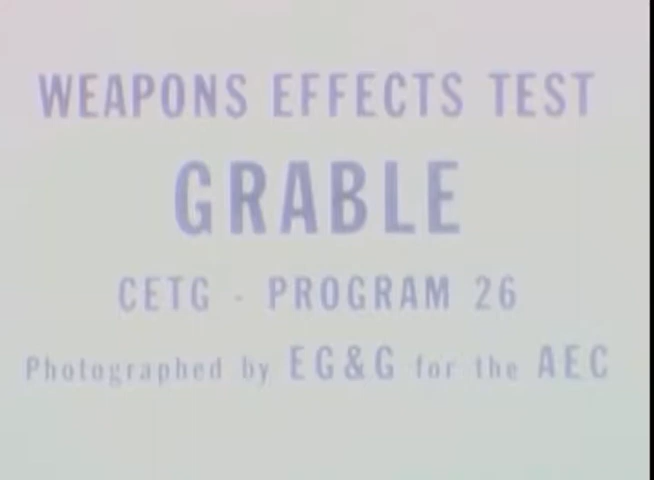 WEAPONS EFFECTS TEST
GRABLE
CETG - PROGRAM 26
Photographed by EG&G for the AEC